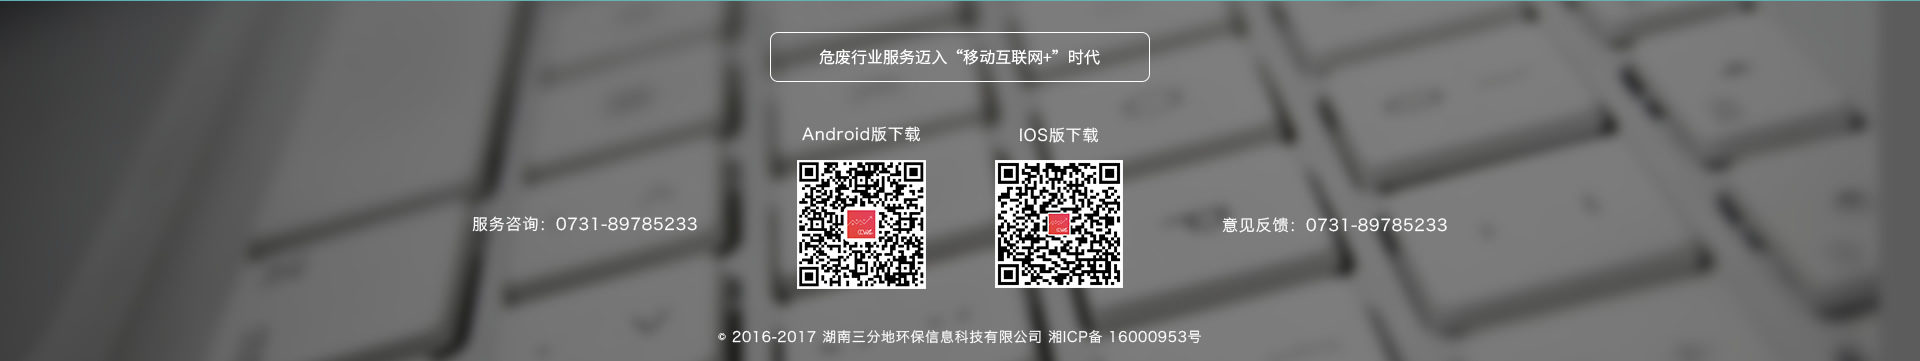 危废行业服务迈入“移动互联网+”时代
Android版下载
IOS版下载
服务咨询：0731-89785233
意见反馈：0731-89785233
© 2016-2017 湖南三分地环保信息科技有限公司 湘ICP备 16000953号